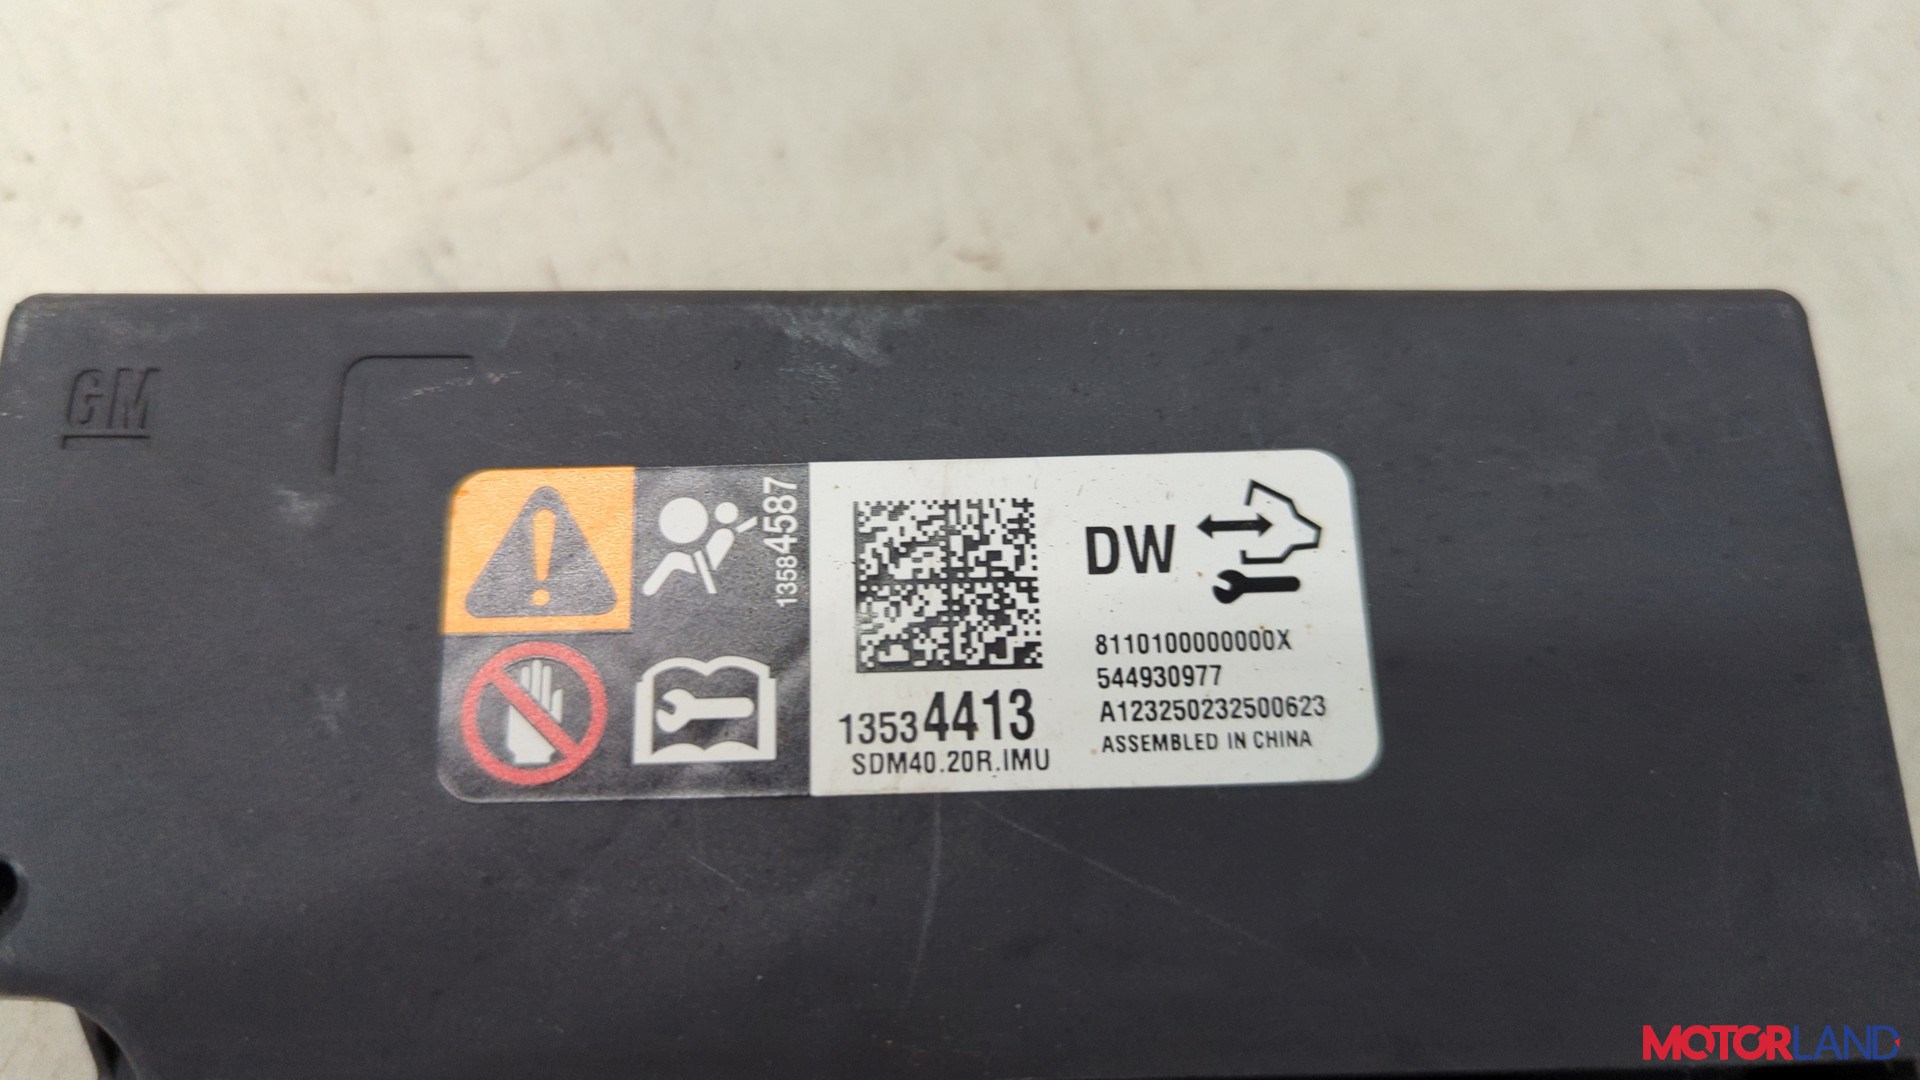 GM
13584587
DW
8110100000000X
544930977
A123250232500623
ASSEMBLED IN CHINA
13534413
SDM40.20R.IMU
MOTORLAND